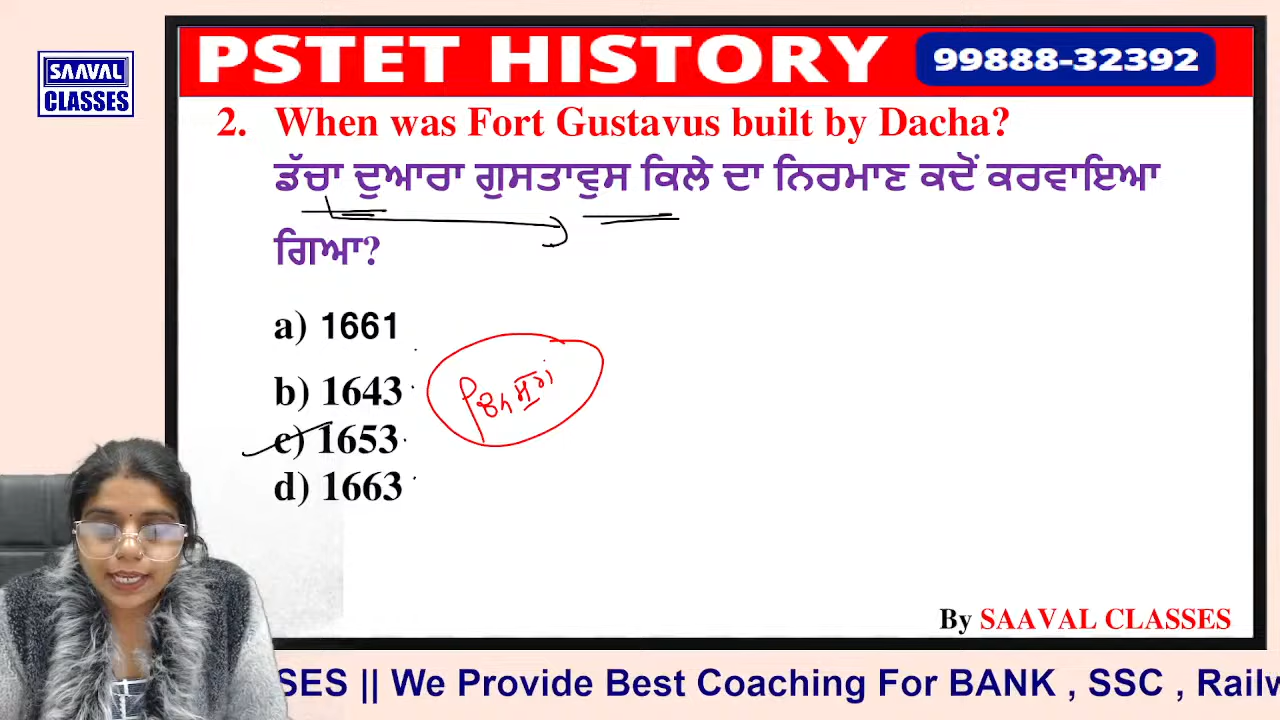 SAAVAL
CLASSES
PSTET HISTORY
99888-32392
2. When was Fort Gustavus built by Dacha?
ਡੱਚਾ ਦੁਆਰਾ ਗੁਸਤਾਵੁਸ ਕਿਲੇ ਦਾ ਨਿਰਮਾਣ ਕਦੋਂ ਕਰਵਾਇਆ
ਗਿਆ?
a) 1661
b) 1643
c) 1653
d) 1663
By SAAVAL CLASSES
SSES || We Provide Best Coaching For BANK , SSC , Railw